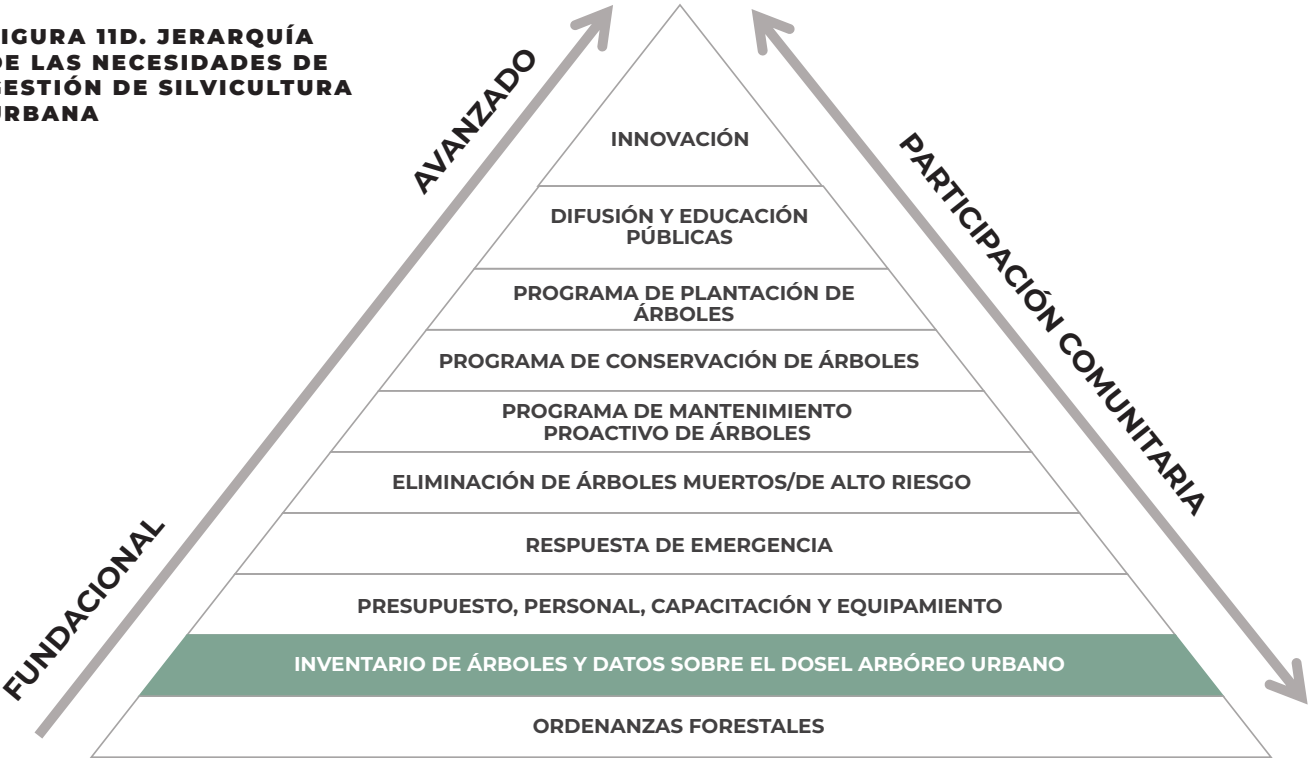 IGURA 11D. JERARQUÍA
DE LAS NECESIDADES DE
GESTIÓN DE SILVICULTURA
URBANA
AVANZADO
FUNDACIONAL
PARTICIPACIÓN COMUNITARIA
INNOVACIÓN
DIFUSIÓN Y EDUCACIÓN
PÚBLICAS
PROGRAMA DE PLANTACIÓN DE
ÁRBOLES
PROGRAMA DE CONSERVACIÓN DE ÁRBOLES
PROGRAMA DE MANTENIMIENTO
PROACTIVO DE ÁRBOLES
ELIMINACIÓN DE ÁRBOLES MUERTOS/DE ALTO RIESGO
RESPUESTA DE EMERGENCIA
PRESUPUESTO, PERSONAL, CAPACITACIÓN Y EQUIPAMIENTO
INVENTARIO DE ÁRBOLES Y DATOS SOBRE EL DOSEL ARBÓREO URBANO
ORDENANZAS FORESTALES